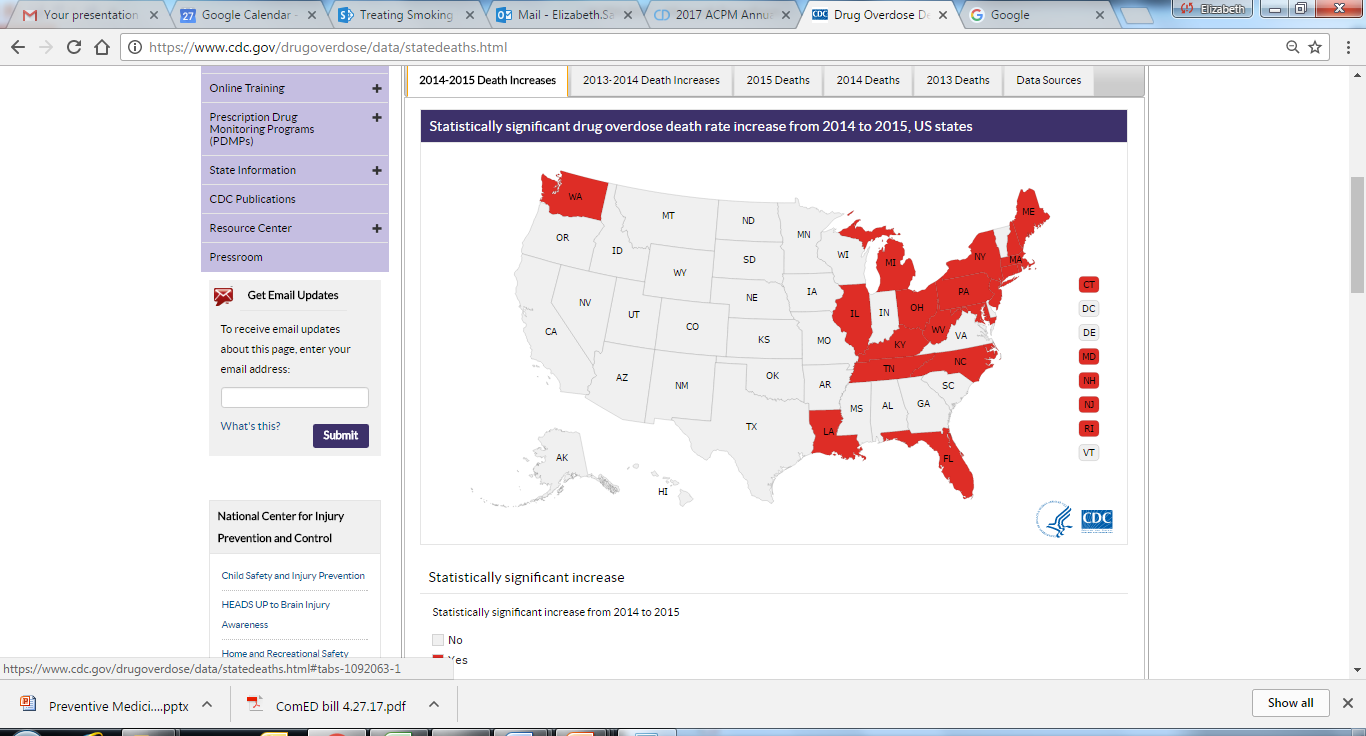 Your presentation
Google Calendar -
Treating Smoking
Mail - Elizabeth.Sa
2017 ACPM Annua
Drug Overdose De
Google
Elizabeth
https://www.cdc.gov/drugoverdose/data/statedeaths.html
Online Training
Prescription Drug
Monitoring Programs
(PDMPs)
State Information
CDC Publications
Resource Center
Pressroom
Get Email Updates
To receive email updates
about this page, enter your
email address:
What's this?
Submit
National Center for Injury
Prevention and Control
Child Safety and Injury Prevention
HEADS UP to Brain Injury
Awareness
Home and Recreational Safety
2014-2015 Death Increases
2013-2014 Death Increases
2015 Deaths
2014 Deaths
2013 Deaths
Data Sources
Statistically significant drug overdose death rate increase from 2014 to 2015, US states
WA
MT
ND
MN
ME
OR
ID
SD
WI
MI
NY
MA
WY
IA
PA
NV
NE
IL
IN
OH
CA
UT
CO
KS
MO
KY
WV
VA
AZ
NM
OK
AR
TN
NC
SC
TX
MS
AL
GA
LA
FL
AK
HI
CT
DC
DE
MD
NH
NJ
RI
VT
CDC
Statistically significant increase
Statistically significant increase from 2014 to 2015
No
Yes
https://www.cdc.gov/drugoverdose/data/statedeaths.html#tabs-1092063-1
Preventive Medici....pptx
ComED bill 4.27.17.pdf
Show all